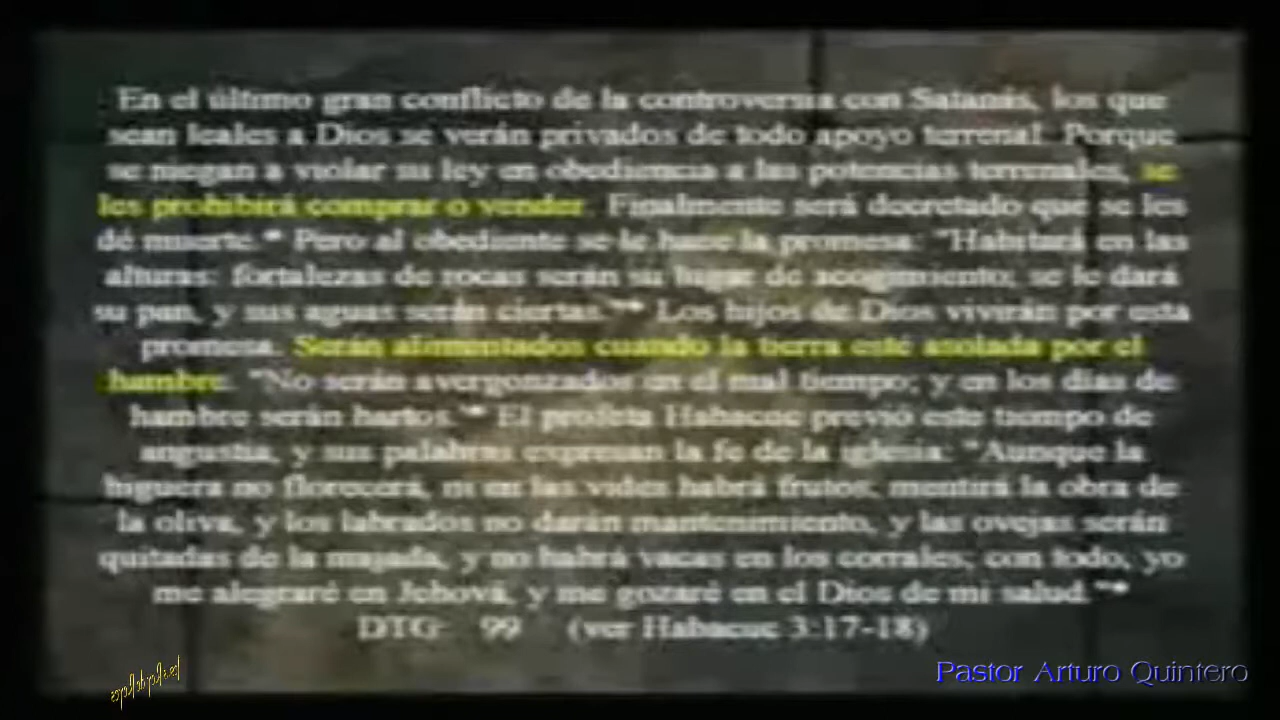 En el último gran conflicto de la controversia con Satanás, los que
sean leales a Dios se verán privados de todo apoyo terrenal. Porque
se niegan a violar su ley en obediencia a las potencias terrenales, se
les prohibirá comprar o vender. Finalmente será decretado que se les
dé muerte.* Pero al obediente se le hace la promesa: "Habitará en las
alturas: fortalezas de rocas serán su lugar de acogimiento; se le dará
su pan, y sus aguas serán ciertas."* Los hijos de Dios vivirán por esta
promesa. Serán alimentados cuando la tierra esté asolada por el
hambre. "No serán avergonzados en el mal tiempo; y en los días de
hambre serán hartos."* El profeta Habacuc previó este tiempo de
angustia, y sus palabras expresan la fe de la iglesia: "Aunque la
higuera no florecerá, ni en las vides habrá frutos; mentirá la obra de
la oliva, y los labrados no darán mantenimiento, y las ovejas serán
quitadas de la majada, y no habrá vacas en los corrales; con todo, yo
me alegraré en Jehová, y me gozaré en el Dios de mi salud."*
DTG: 99 (ver Habacuc 3:17-18)
Pastor Arturo Quintero